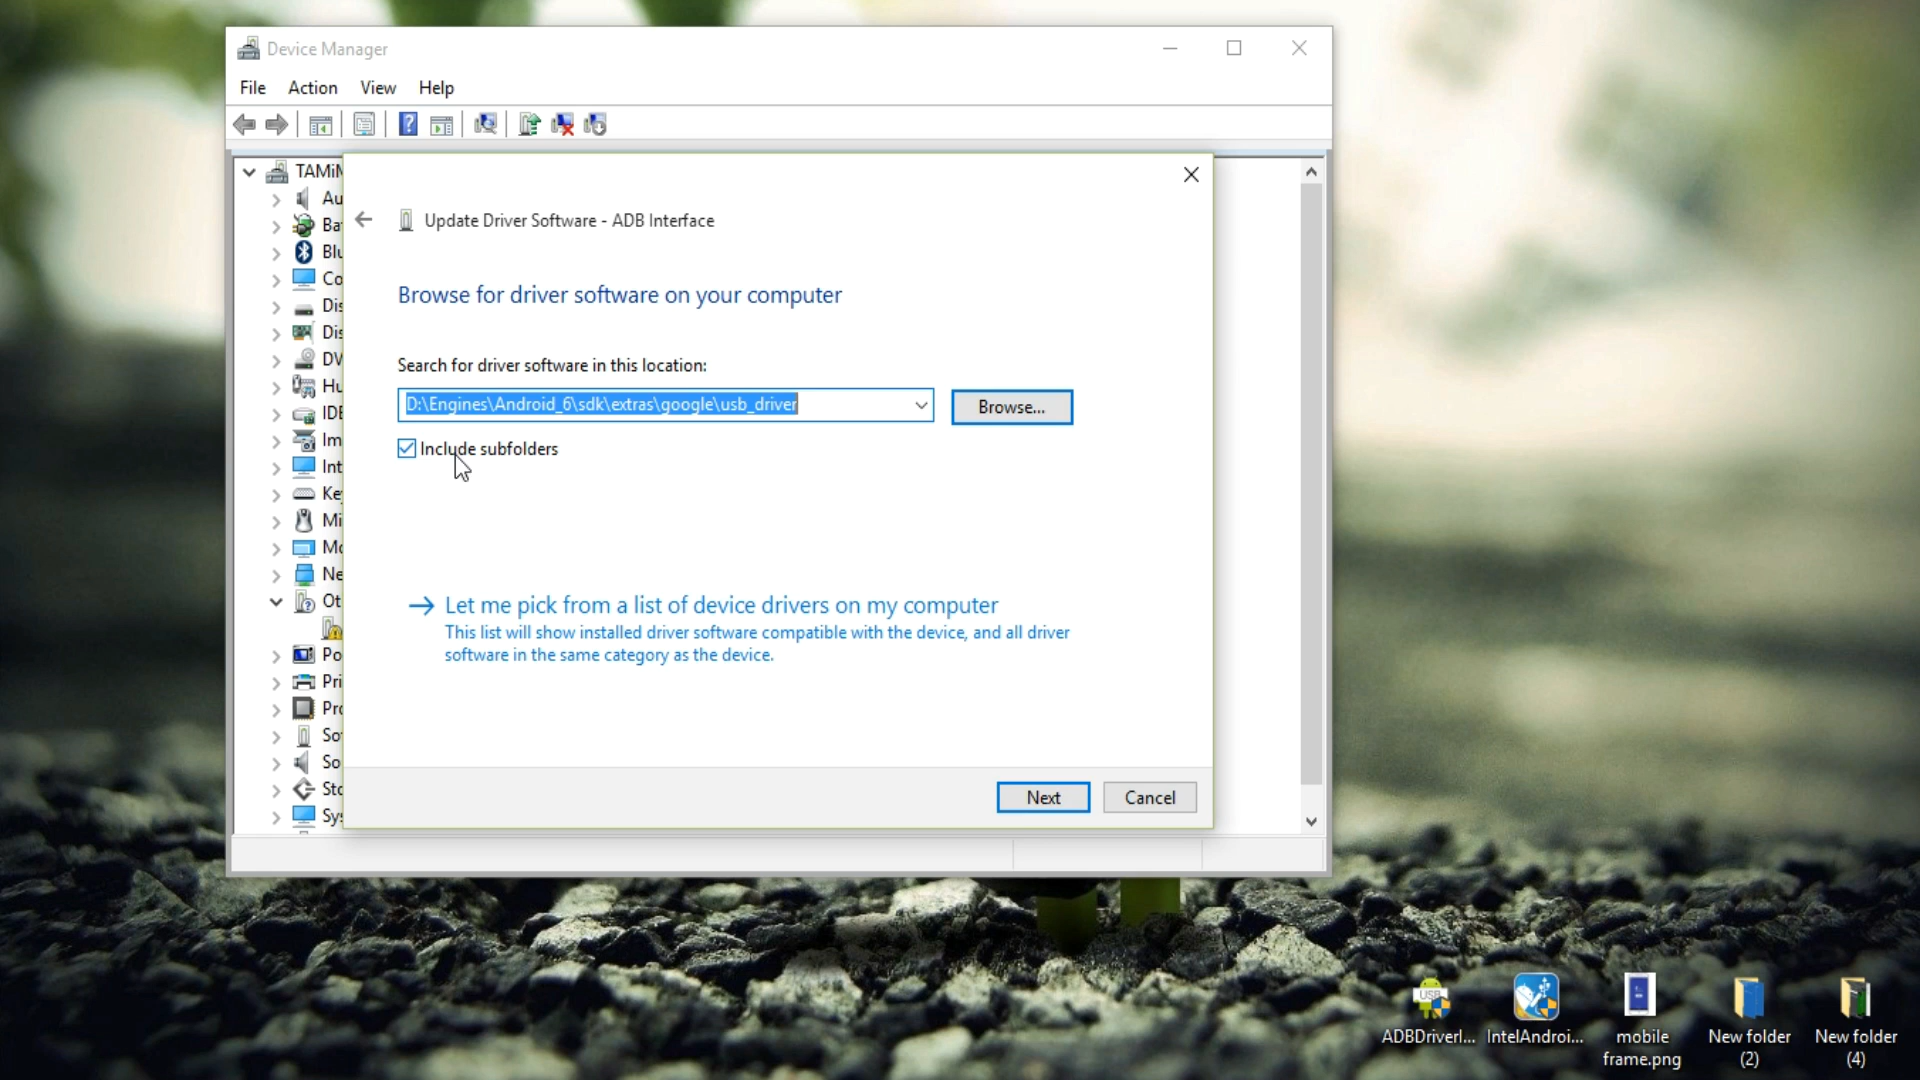 Device Manager
File Action View Help
TAMiM
Au
Bat
Blu
Co
Dis
Dis
DV
Hu
IDE
Im
Int
Key
Mi
Mo
Ne
Ot
Po
Pri
Pro
So
So
Sto
Sys
Update Driver Software - ADB Interface
Browse for driver software on your computer
Search for driver software in this location:
D:\Engines\Android_6\sdk\extras\google\usb_driver
Browse...
Include subfolders
Let me pick from a list of device drivers on my computer
This list will show installed driver software compatible with the device, and all driver
software in the same category as the device.
Next
Cancel
USB
ADBDriverI...
IntelAndroi...
mobile
frame.png
New folder
(2)
New folder
(4)